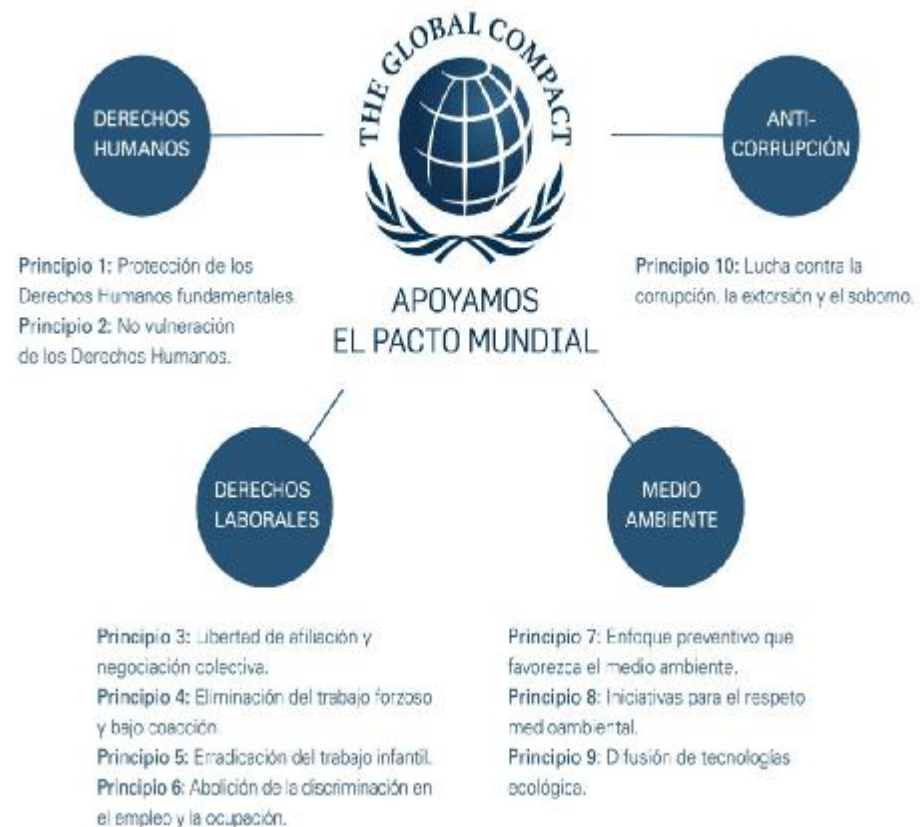 THE GLOBAL COMPACT
DERECHOS
HUMANOS
ANTI-
CORRUPCIÓN
Principio 1: Protección de los
Derechos Humanos fundamentales.
Principio 2: No vulneración
de los Derechos Humanos.
Principio 10: Lucha contra la
corrupción, la extorsión y el soborno.
APOYAMOS
EL PACTO MUNDIAL
DERECHOS
LABORALES
MEDIO
AMBIENTE
Principio 3: Libertad de afiliación y
negociación colectiva.
Principio 4: Eliminación del trabajo forzoso
y bajo coacción.
Principio 5: Erradicación del trabajo infantil.
Principio 6: Abolición de la discriminación en
el empleo y la ocupación.
Principio 7: Enfoque preventivo que
favorezca el medio ambiente.
Principio 8: Iniciativas para el respeto
medioambiental.
Principio 9: Difusión de tecnologías
ecológica.